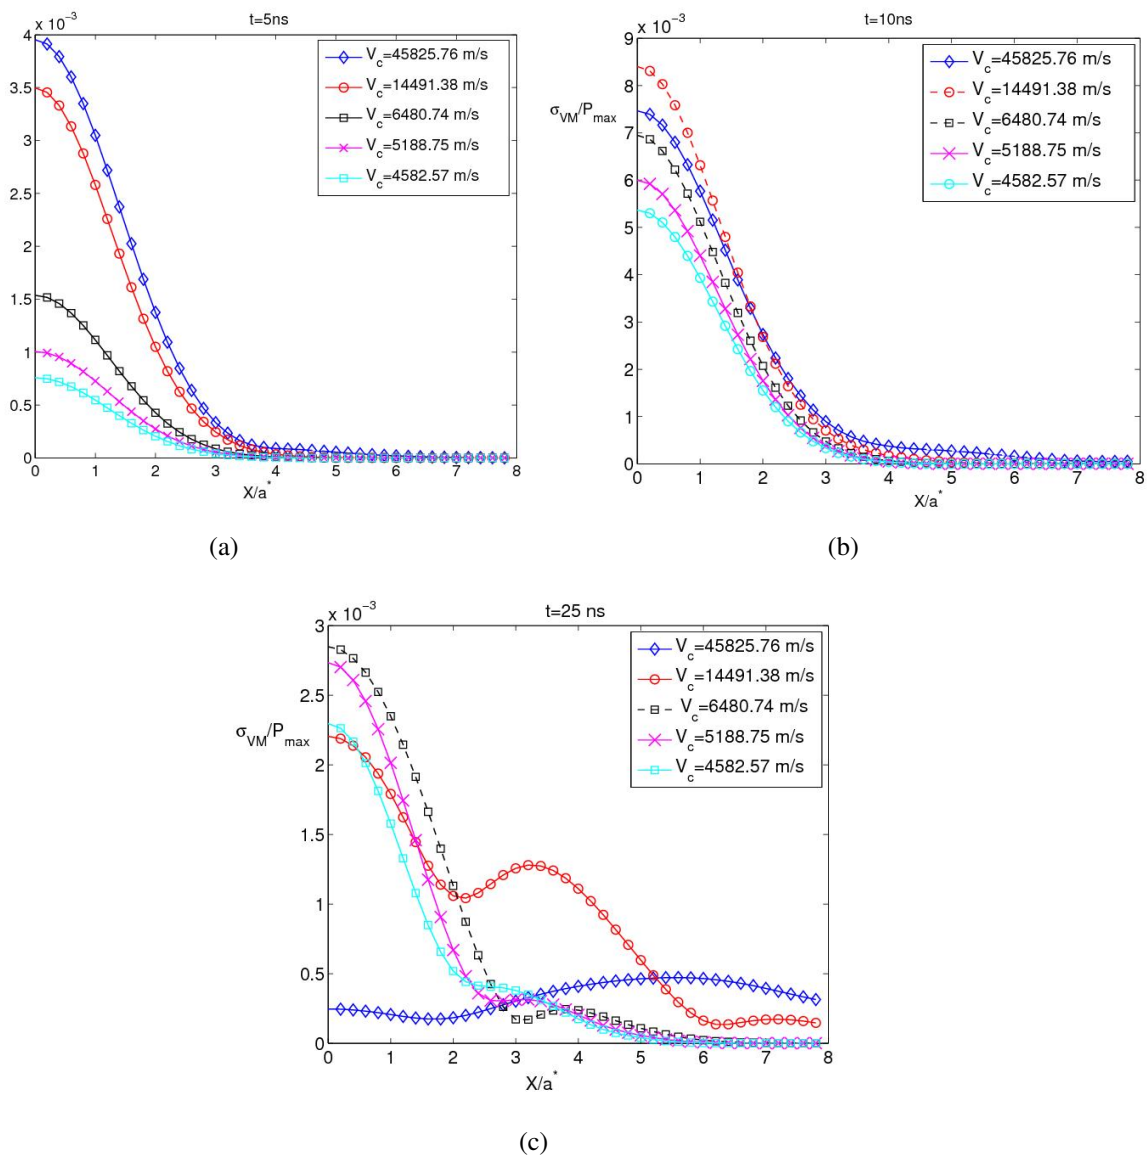 t=5ns
x 10⁻³
4
3.5
3
2.5
2
1.5
1
0.5
0
0 1 2 3 4 5 6 7 8
X/a*
V_c=45825.76 m/s
V_c=14491.38 m/s
V_c=6480.74 m/s
V_c=5188.75 m/s
V_c=4582.57 m/s
(a)
t=10ns
x 10⁻³
9
8
σ_VM/P_max
7
6
5
4
3
2
1
0
0 1 2 3 4 5 6 7 8
X/a*
V_c=45825.76 m/s
V_c=14491.38 m/s
V_c=6480.74 m/s
V_c=5188.75 m/s
V_c=4582.57 m/s
(b)
t=25 ns
x 10⁻³
3
2.5
σ_VM/P_max
2
1.5
1
0.5
0
0 1 2 3 4 5 6 7 8
X/a*
V_c=45825.76 m/s
V_c=14491.38 m/s
V_c=6480.74 m/s
V_c=5188.75 m/s
V_c=4582.57 m/s
(c)